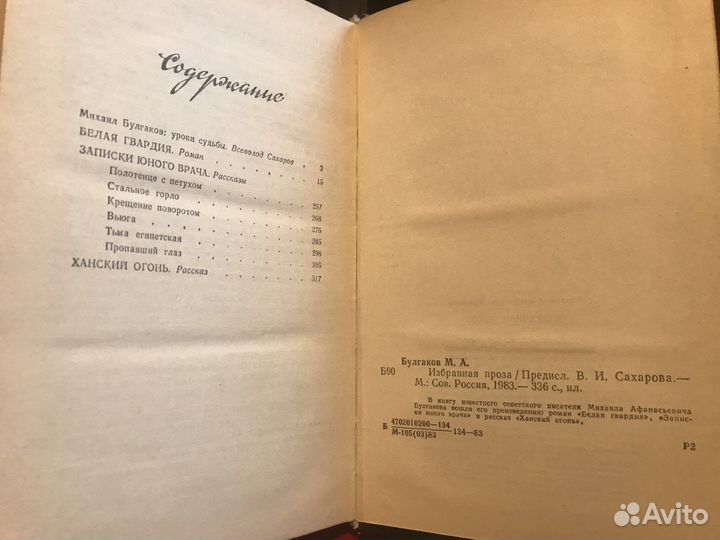 Содержание
Михаил Булгаков: уроки судьбы. Всеволод Сахаров . 3
БЕЛАЯ ГВАРДИЯ. Роман . . . . . . 15
ЗАПИСКИ ЮНОГО ВРАЧА. Рассказы
Полотенце с петухом . . . . . . 257
Стальное горло . . . . . . 268
Крещение поворотом . . . . . . 276
Вьюга . . . . . . 285
Тьма египетская . . . . . . 296
Пропавший глаз . . . . . . 305
ХАНСКИЙ ОГОНЬ. Рассказ . . . . . . 317
Булгаков М. А.
Б90 Избранная проза / Предисл. В. И. Сахарова.—
М.: Сов. Россия, 1983.— 336 с., ил.
В книгу известного советского писателя Михаила Афанасьевича
Булгакова вошли его произведения: роман «Белая гвардия», «Запис-
ки юного врача» и рассказ «Ханский огонь».
Б 4702010200—134
М-105(03)83 134—83
Р2
Avito